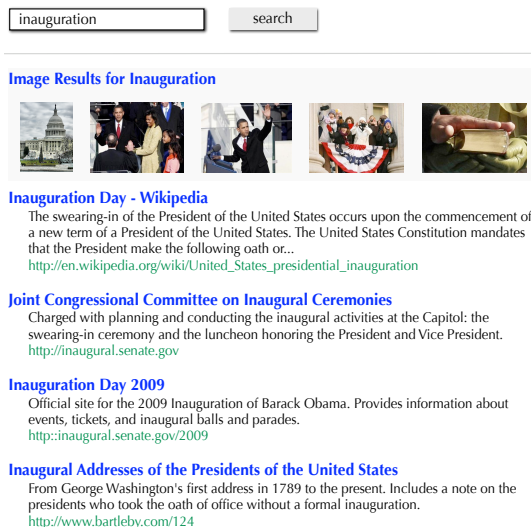 inauguration
search
Image Results for Inauguration
Inauguration Day - Wikipedia
The swearing-in of the President of the United States occurs upon the commencement of
a new term of a President of the United States. The United States Constitution mandates
that the President make the following oath or...
http://en.wikipedia.org/wiki/United_States_presidential_inauguration
Joint Congressional Committee on Inaugural Ceremonies
Charged with planning and conducting the inaugural activities at the Capitol: the
swearing-in ceremony and the luncheon honoring the President and Vice President.
http://inaugural.senate.gov
Inauguration Day 2009
Official site for the 2009 Inauguration of Barack Obama. Provides information about
events, tickets, and inaugural balls and parades.
http::inaugural.senate.gov/2009
Inaugural Addresses of the Presidents of the United States
From George Washington's first address in 1789 to the present. Includes a note on the
presidents who took the oath of office without a formal inauguration.
http://www.bartleby.com/124